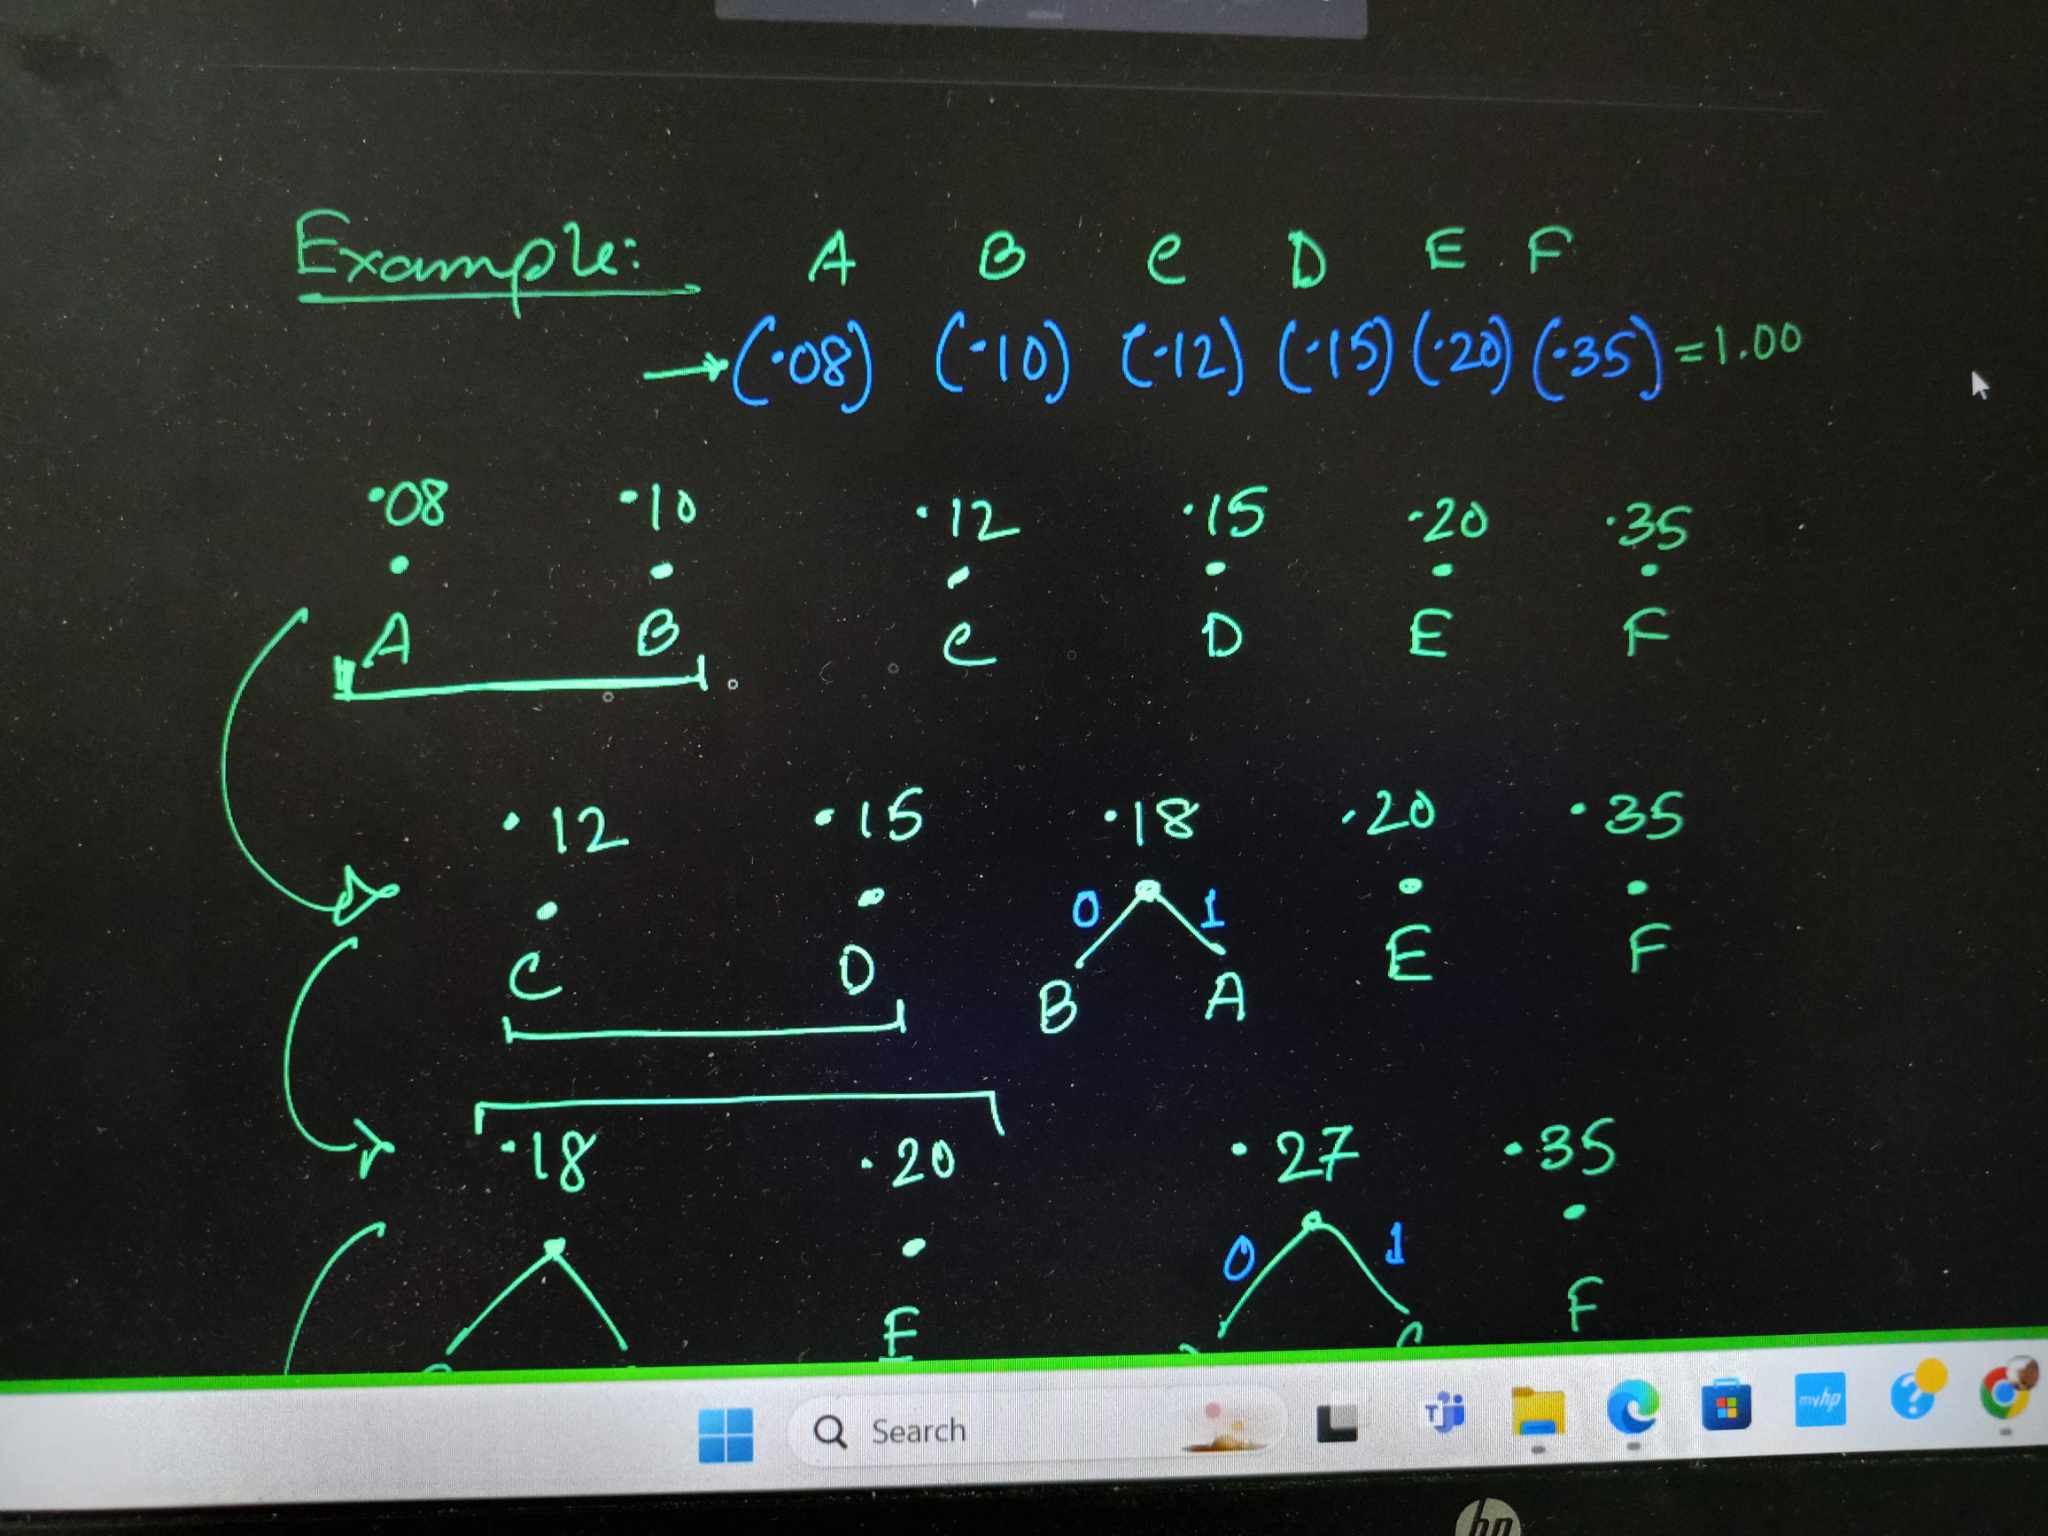 Example: A B C D E F
(.08) (.10) (.12) (.15) (.20) (.35) = 1.00
.08 .10 .12 .15 .20 .35
A B C D E F
.12 .15 .18 .20 .35
0 1
C D B A E F
.18 .20 .27 .35
0 1
E F
Search
myhp
hp